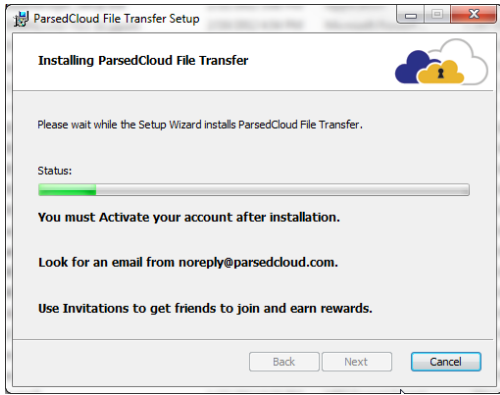 ParsedCloud File Transfer Setup
Installing ParsedCloud File Transfer
Please wait while the Setup Wizard installs ParsedCloud File Transfer.
Status:
You must Activate your account after installation.
Look for an email from noreply@parsedcloud.com.
Use Invitations to get friends to join and earn rewards.
Back Next Cancel